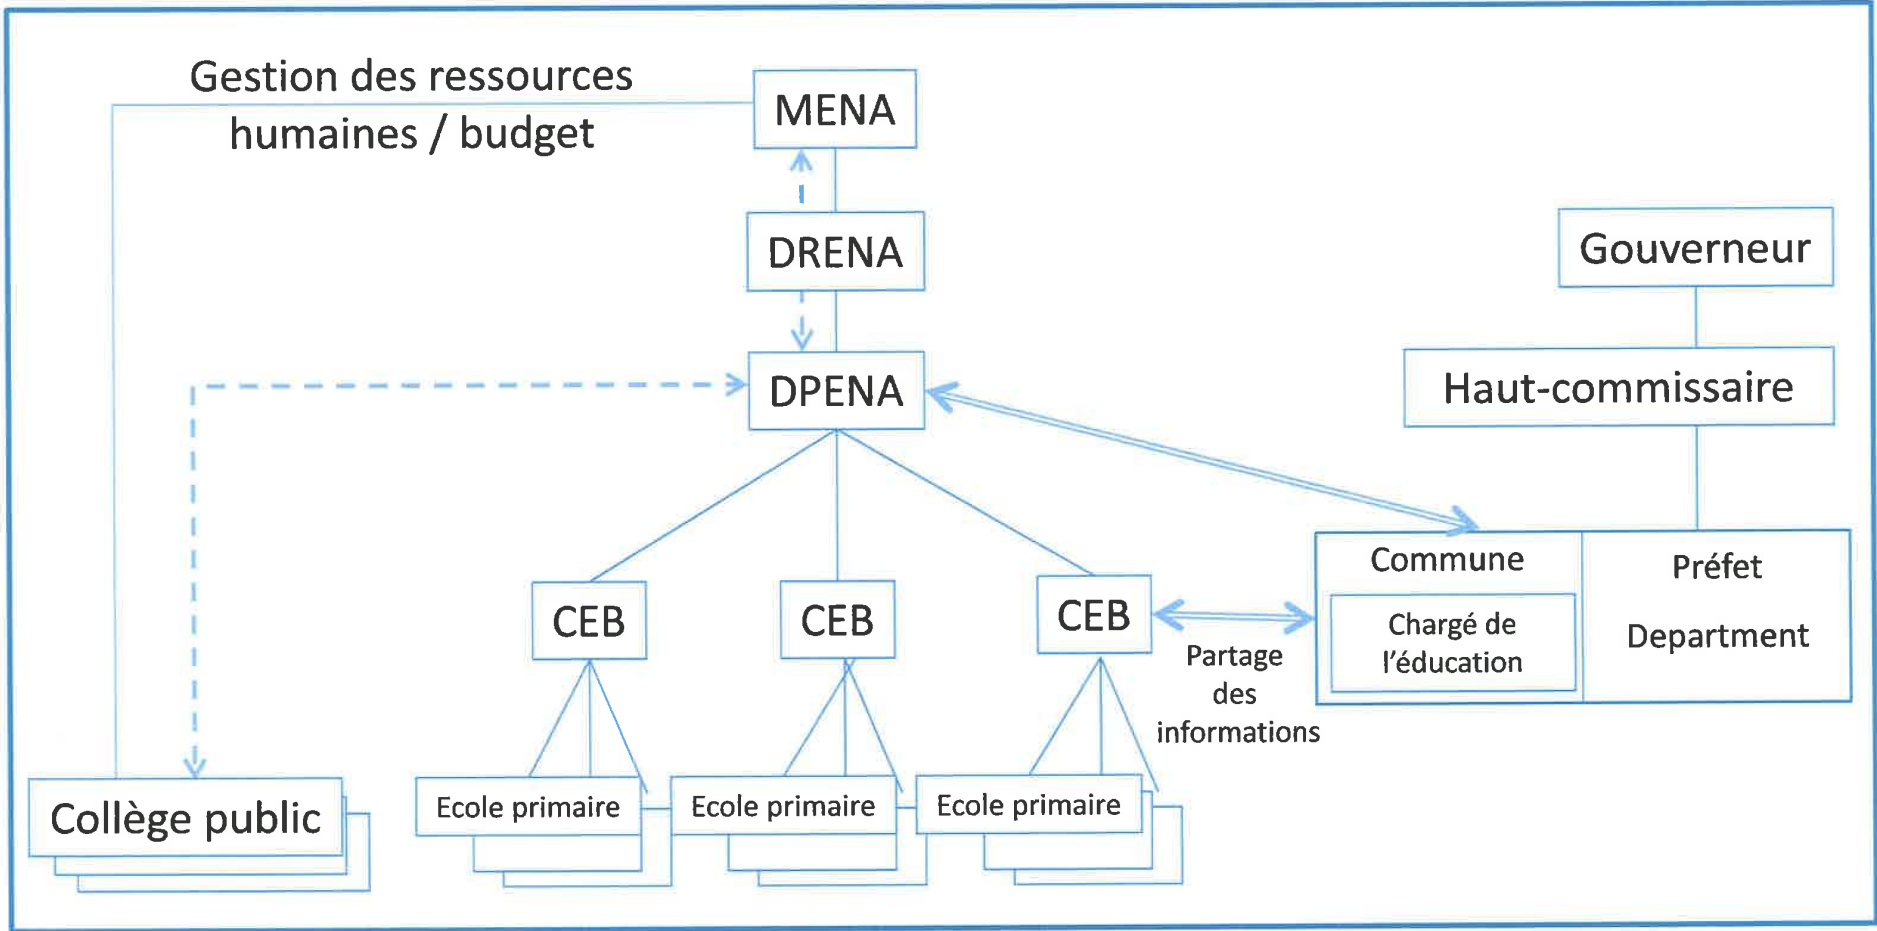 Gestion des ressources
humaines / budget
MENA
DRENA
Gouverneur
DPENA
Haut-commissaire
Commune
Préfet
Chargé de
l'éducation
Department
CEB
CEB
CEB
Partage
des
informations
Collège public
Ecole primaire
Ecole primaire
Ecole primaire